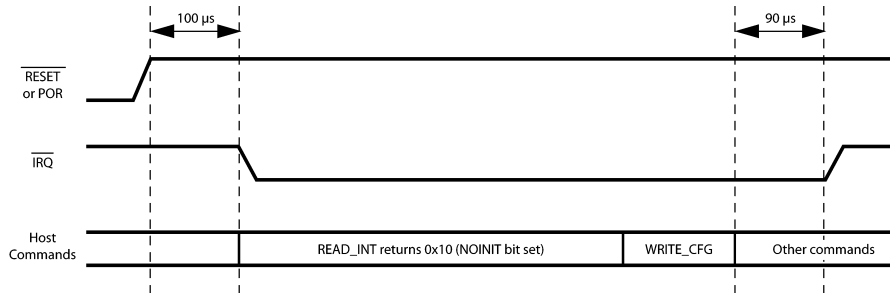 100 µs
90 µs
RESET
or POR
IRQ
Host
Commands
READ_INT returns 0x10 (NOINIT bit set)
WRITE_CFG
Other commands